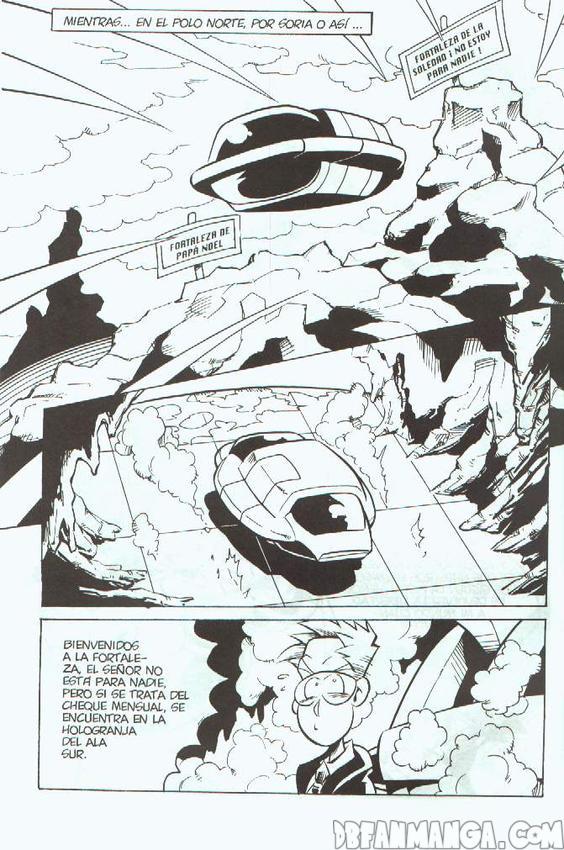 MIENTRAS... EN EL POLO NORTE, POR SORIA O ASÍ ...
FORTALEZA DE LA
SOLEDAD ¡ NO ESTOY
PARA NADIE !
FORTALEZA DE
PAPÁ NOEL
BIENVENIDOS
A LA FORTALE-
ZA, EL SEÑOR NO
ESTÁ PARA NADIE,
PERO SI SE TRATA DEL
CHEQUE MENSUAL, SE
ENCUENTRA EN LA
HOLOGRANJA
DEL ALA
SUR.
DBFANMANGA.COM